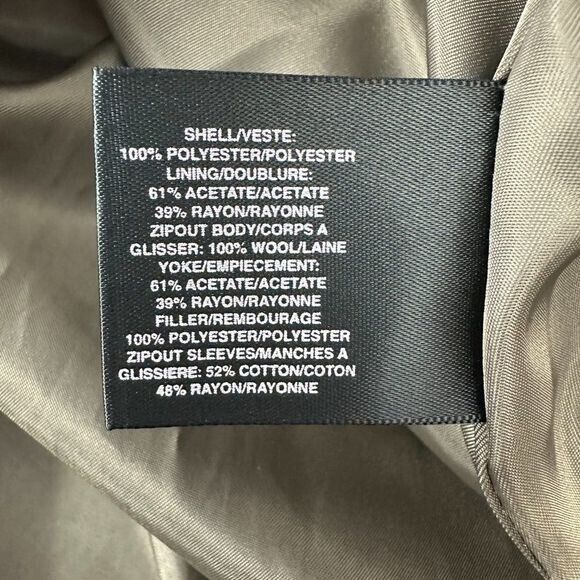 SHELL/VESTE:
100% POLYESTER/POLYESTER
LINING/DOUBLURE:
61% ACETATE/ACETATE
39% RAYON/RAYONNE
ZIPOUT BODY/CORPS A
GLISSER: 100% WOOL/LAINE
YOKE/EMPIECEMENT:
61% ACETATE/ACETATE
39% RAYON/RAYONNE
FILLER/REMBOURAGE
100% POLYESTER/POLYESTER
ZIPOUT SLEEVES/MANCHES A
GLISSIERE: 52% COTTON/COTON
48% RAYON/RAYONNE